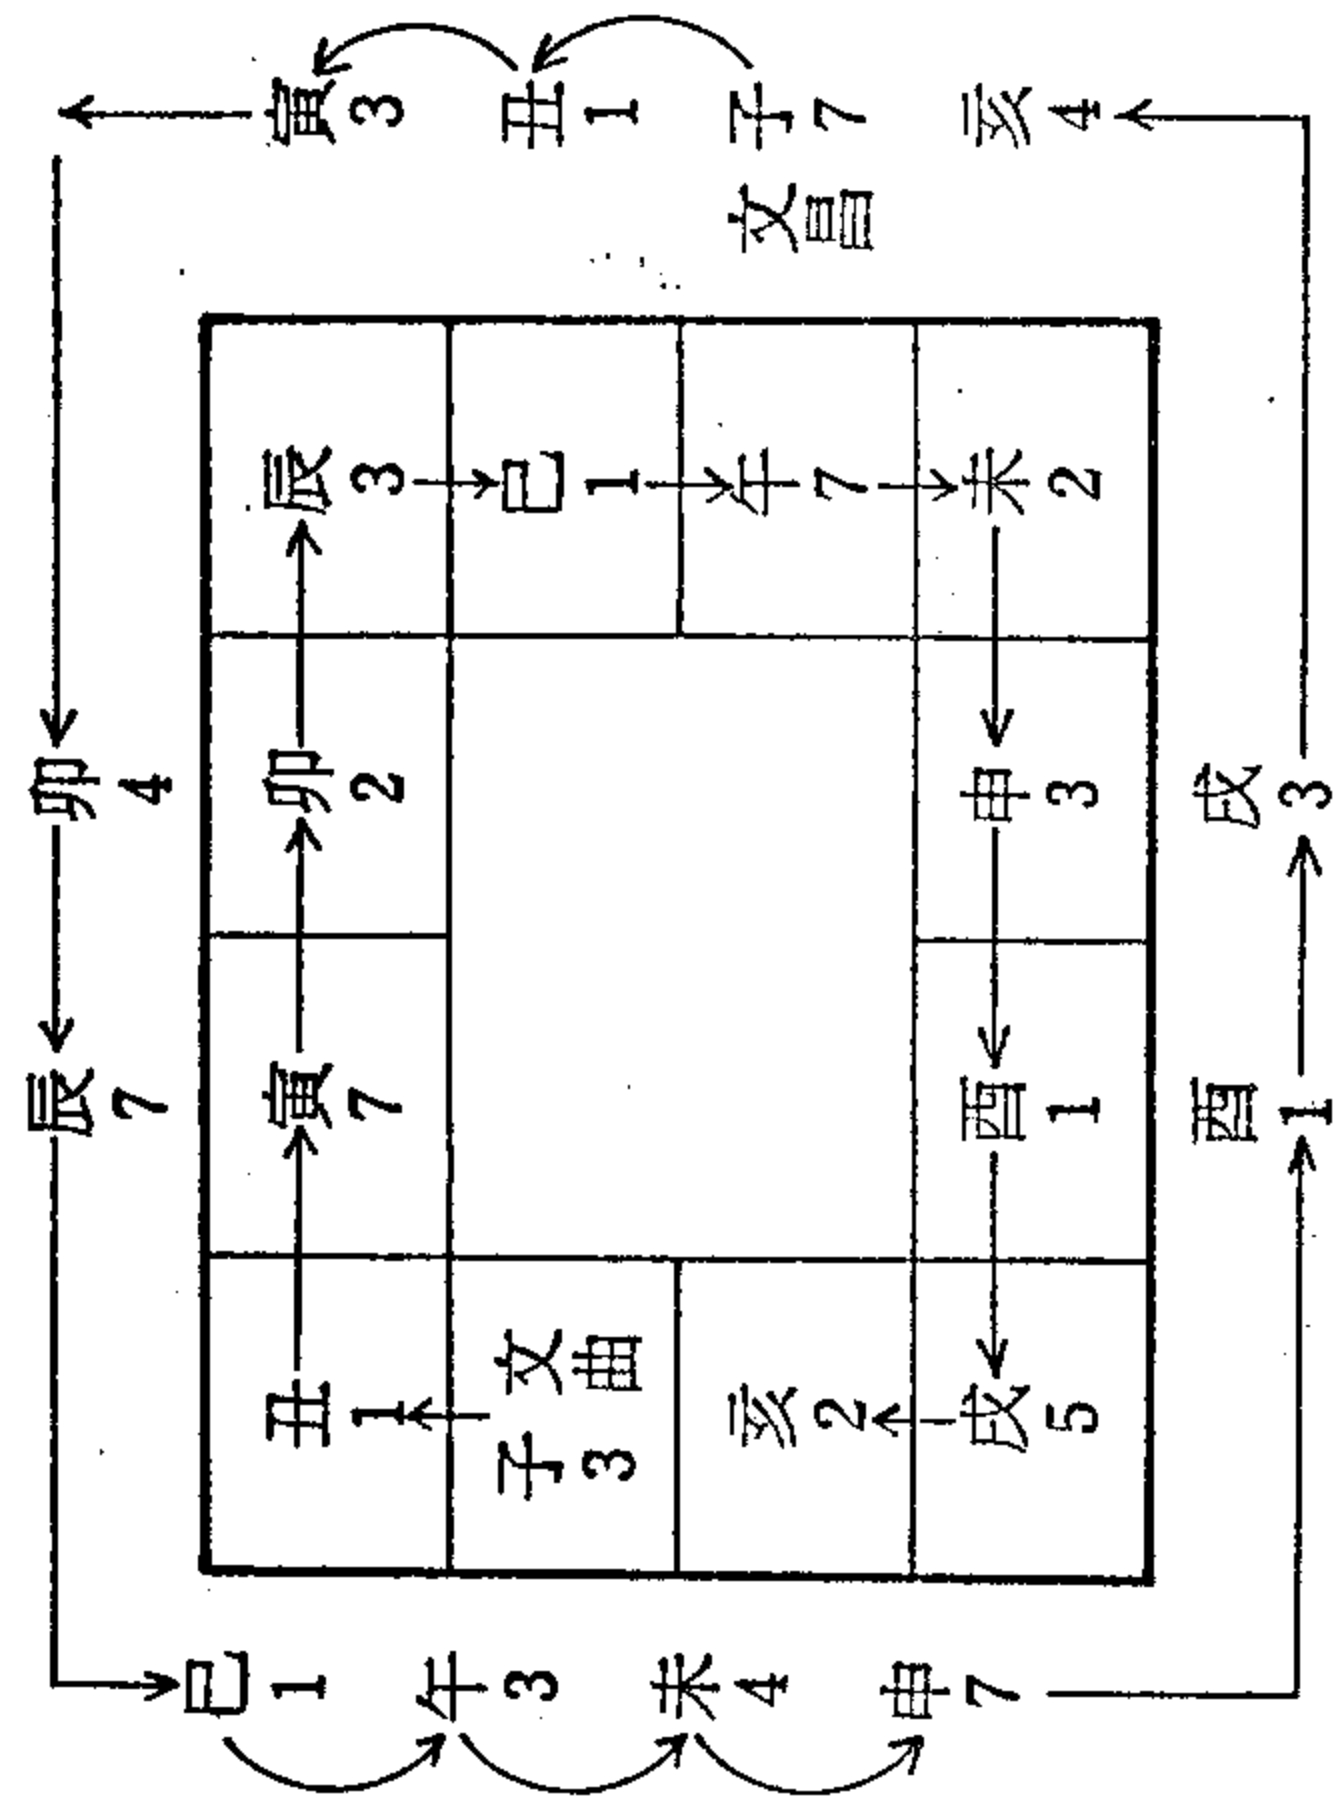 辰 卯
7 4
巳 丑 寅 卯 辰 寅
1 1 7 2 3 3
午 子 文曲 巳 丑
3 3 1 1
未 亥 午 文昌 子
4 2 7 7
申 戌 酉 申 未 亥
7 5 1 3 2 4
酉 戌
1 3